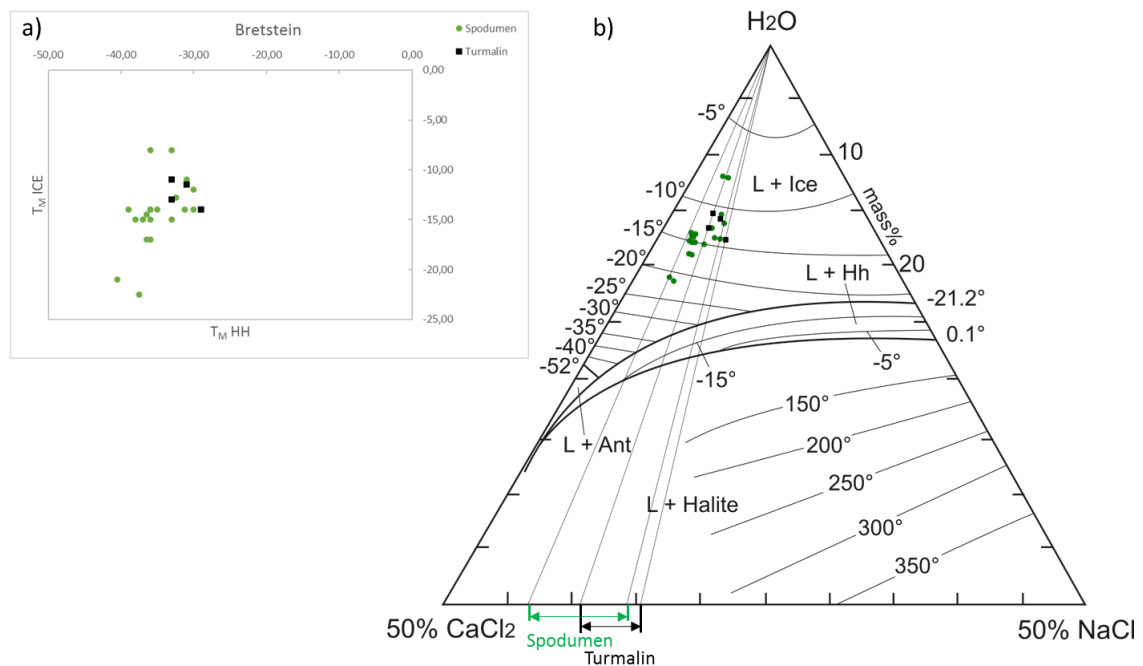 a)
Bretstein
Spodumen
Turmalin
-50,00 -40,00 -30,00 -20,00 -10,00 0,00
0,00
-5,00
-10,00
-15,00
-20,00
-25,00
TM ICE
TM HH
b)
H2O
-5°
10
L + Ice
-10°
mass%
-15°
-20°
L + Hh
20
-25°
-21.2°
-30°
-35°
0.1°
-40°
-5°
-52°
-15°
150°
L + Ant
200°
250°
L + Halite
300°
350°
50% CaCl2
50% NaCl
Spodumen
Turmalin